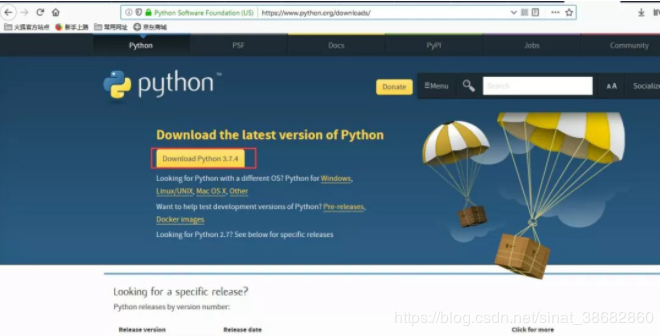 Python Software Foundation (US) https://www.python.org/downloads/
火狐官方站点 新手上路 常用网址 京东商城
Python PSF Docs PyPI Jobs Community
python™
Donate Menu Search AA Socialize
Download the latest version of Python
Download Python 3.7.4
Looking for Python with a different OS? Python for Windows,
Linux/UNIX, Mac OS X, Other
Want to help test development versions of Python? Pre-releases,
Docker images
Looking for Python 2.7? See below for specific releases
Looking for a specific release?
Python releases by version number:
Release version Release date Click for more
https://blog.csdn.net/sinat_38682860